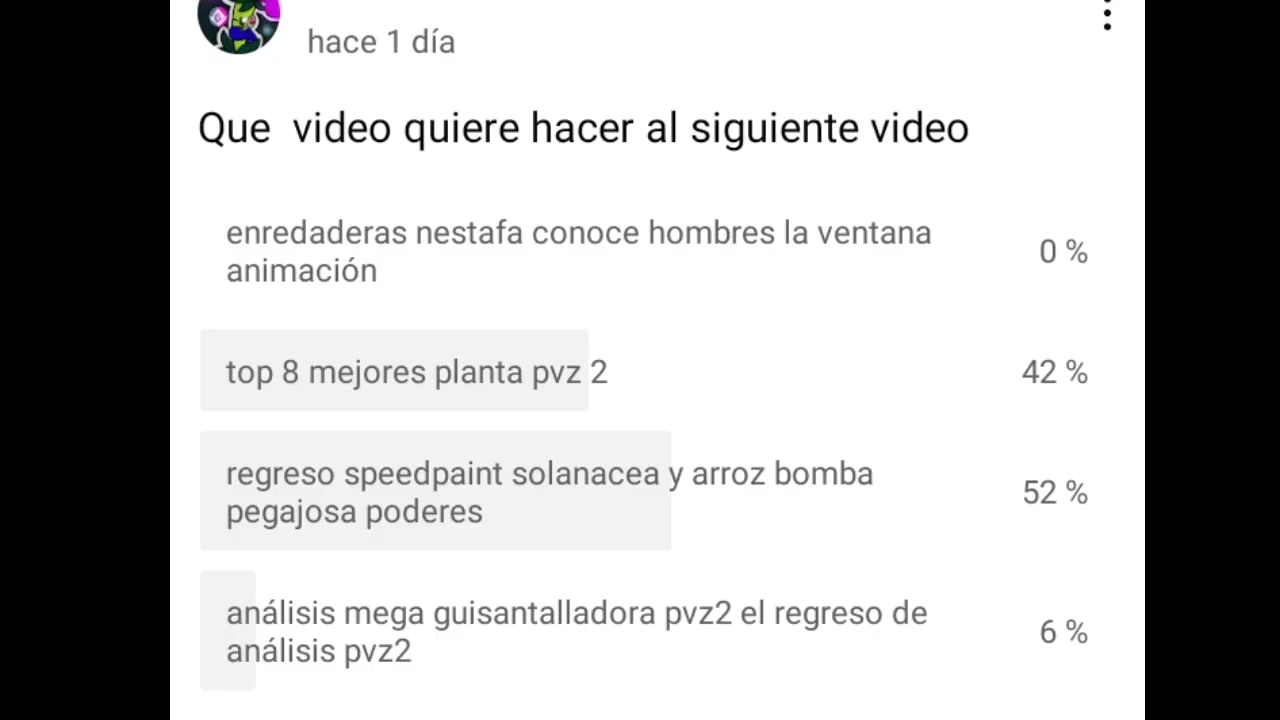 hace 1 día
Que  video quiere hacer al siguiente video
enredaderas nestafa conoce hombres la ventana
animación
0 %
top 8 mejores planta pvz 2
42 %
regreso speedpaint solanacea y arroz bomba
pegajosa poderes
52 %
análisis mega guisantalladora pvz2 el regreso de
análisis pvz2
6 %